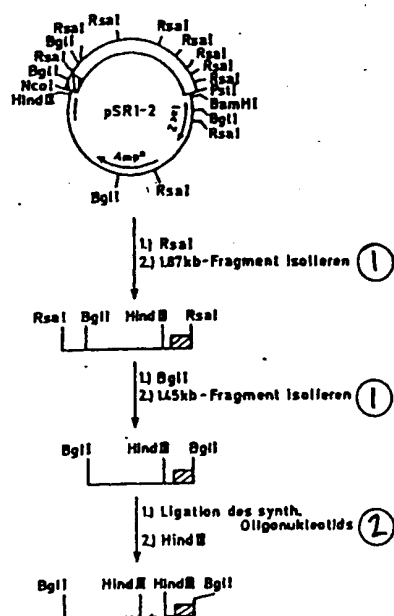 RsaI
RsaI
RsaI
BglI
RsaI
RsaI
RsaI
RsaI
BglI
RsaI
NcoI
PstI
HindⅢ
BamHI
pSR1-2
BglI
RsaI
Ampᴿ
BglI
RsaI
1.) RsaI
2.) 1.87kb-Fragment isolieren
①
RsaI BglI HindⅢ RsaI
1.) BglI
2.) 1.45kb-Fragment isolieren
①
BglI HindⅢ BglI
1.) Ligation des synth.
Oligonukleotids
②
2.) HindⅢ
BglI HindⅢ HindⅢ BglI